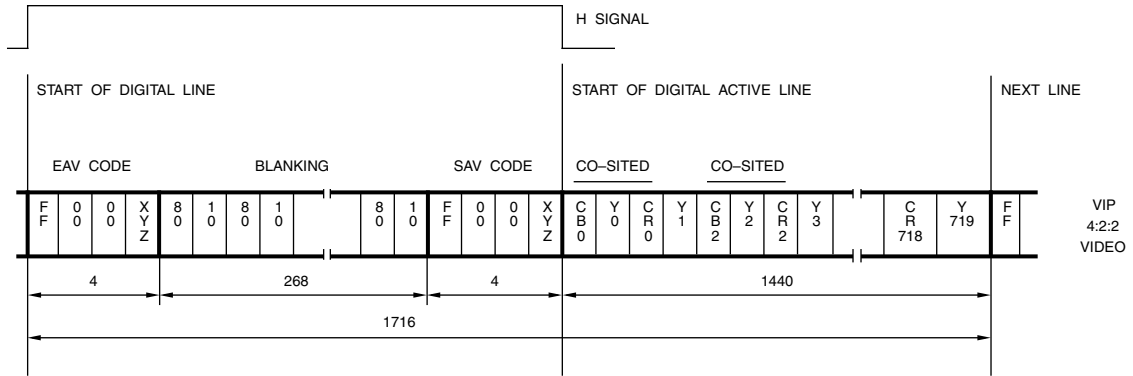 H SIGNAL
START OF DIGITAL LINE
START OF DIGITAL ACTIVE LINE
NEXT LINE
EAV CODE
BLANKING
SAV CODE
CO–SITED
CO–SITED
FF
00
00
XYZ
80
10
80
10
80
10
FF
00
00
XYZ
CB0
Y0
CR0
Y1
CB2
Y2
CR2
Y3
CR718
Y719
FF
VIP
4:2:2
VIDEO
4
268
4
1440
1716